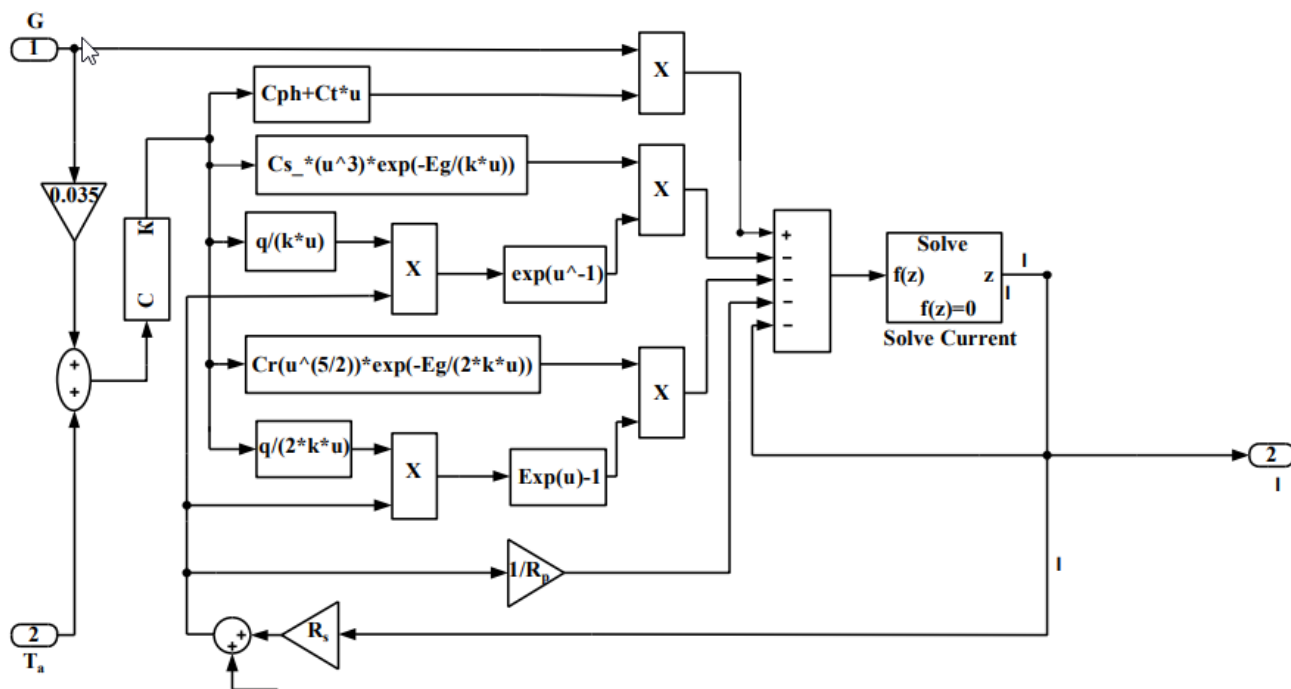 G
1
X
Cph+Ct*u
Cs_*(u^3)*exp(-Eg/(k*u))
X
0.035
C K
q/(k*u)
X
exp(u^-1)
+
−
−
−
−
Solve
f(z) z
f(z)=0
Solve Current
I
I
+
+
Cr(u^(5/2))*exp(-Eg/(2*k*u))
X
q/(2*k*u)
X
Exp(u)-1
2
I
1/Rp
I
2
Ta
+
+
Rs